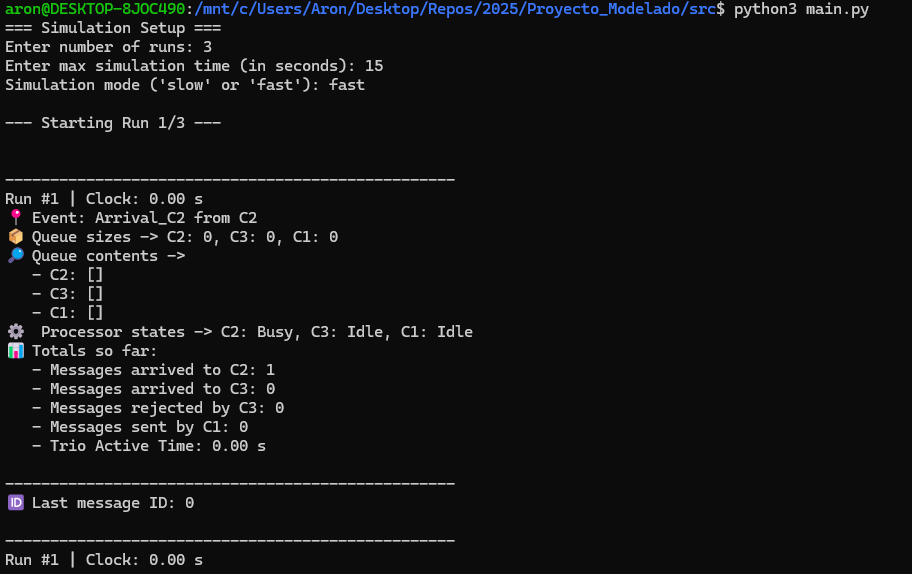 aron@DESKTOP-8JOC490:/mnt/c/Users/Aron/Desktop/Repos/2025/Proyecto_Modelado/src$ python3 main.py
=== Simulation Setup ===
Enter number of runs: 3
Enter max simulation time (in seconds): 15
Simulation mode ('slow' or 'fast'): fast
--- Starting Run 1/3 ---
--------------------------------------------------
Run #1 | Clock: 0.00 s
📍 Event: Arrival_C2 from C2
📦 Queue sizes -> C2: 0, C3: 0, C1: 0
🔎 Queue contents ->
- C2: []
- C3: []
- C1: []
⚙️ Processor states -> C2: Busy, C3: Idle, C1: Idle
📊 Totals so far:
- Messages arrived to C2: 1
- Messages arrived to C3: 0
- Messages rejected by C3: 0
- Messages sent by C1: 0
- Trio Active Time: 0.00 s
--------------------------------------------------
🆔 Last message ID: 0
--------------------------------------------------
Run #1 | Clock: 0.00 s